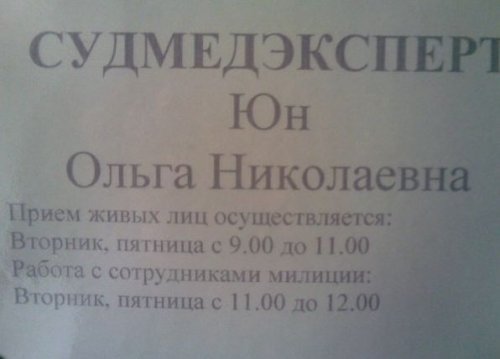 СУДМЕДЭКСПЕРТ
Юн
Ольга Николаевна
Прием живых лиц осуществляется:
Вторник, пятница с 9.00 до 11.00
Работа с сотрудниками милиции:
Вторник, пятница с 11.00 до 12.00